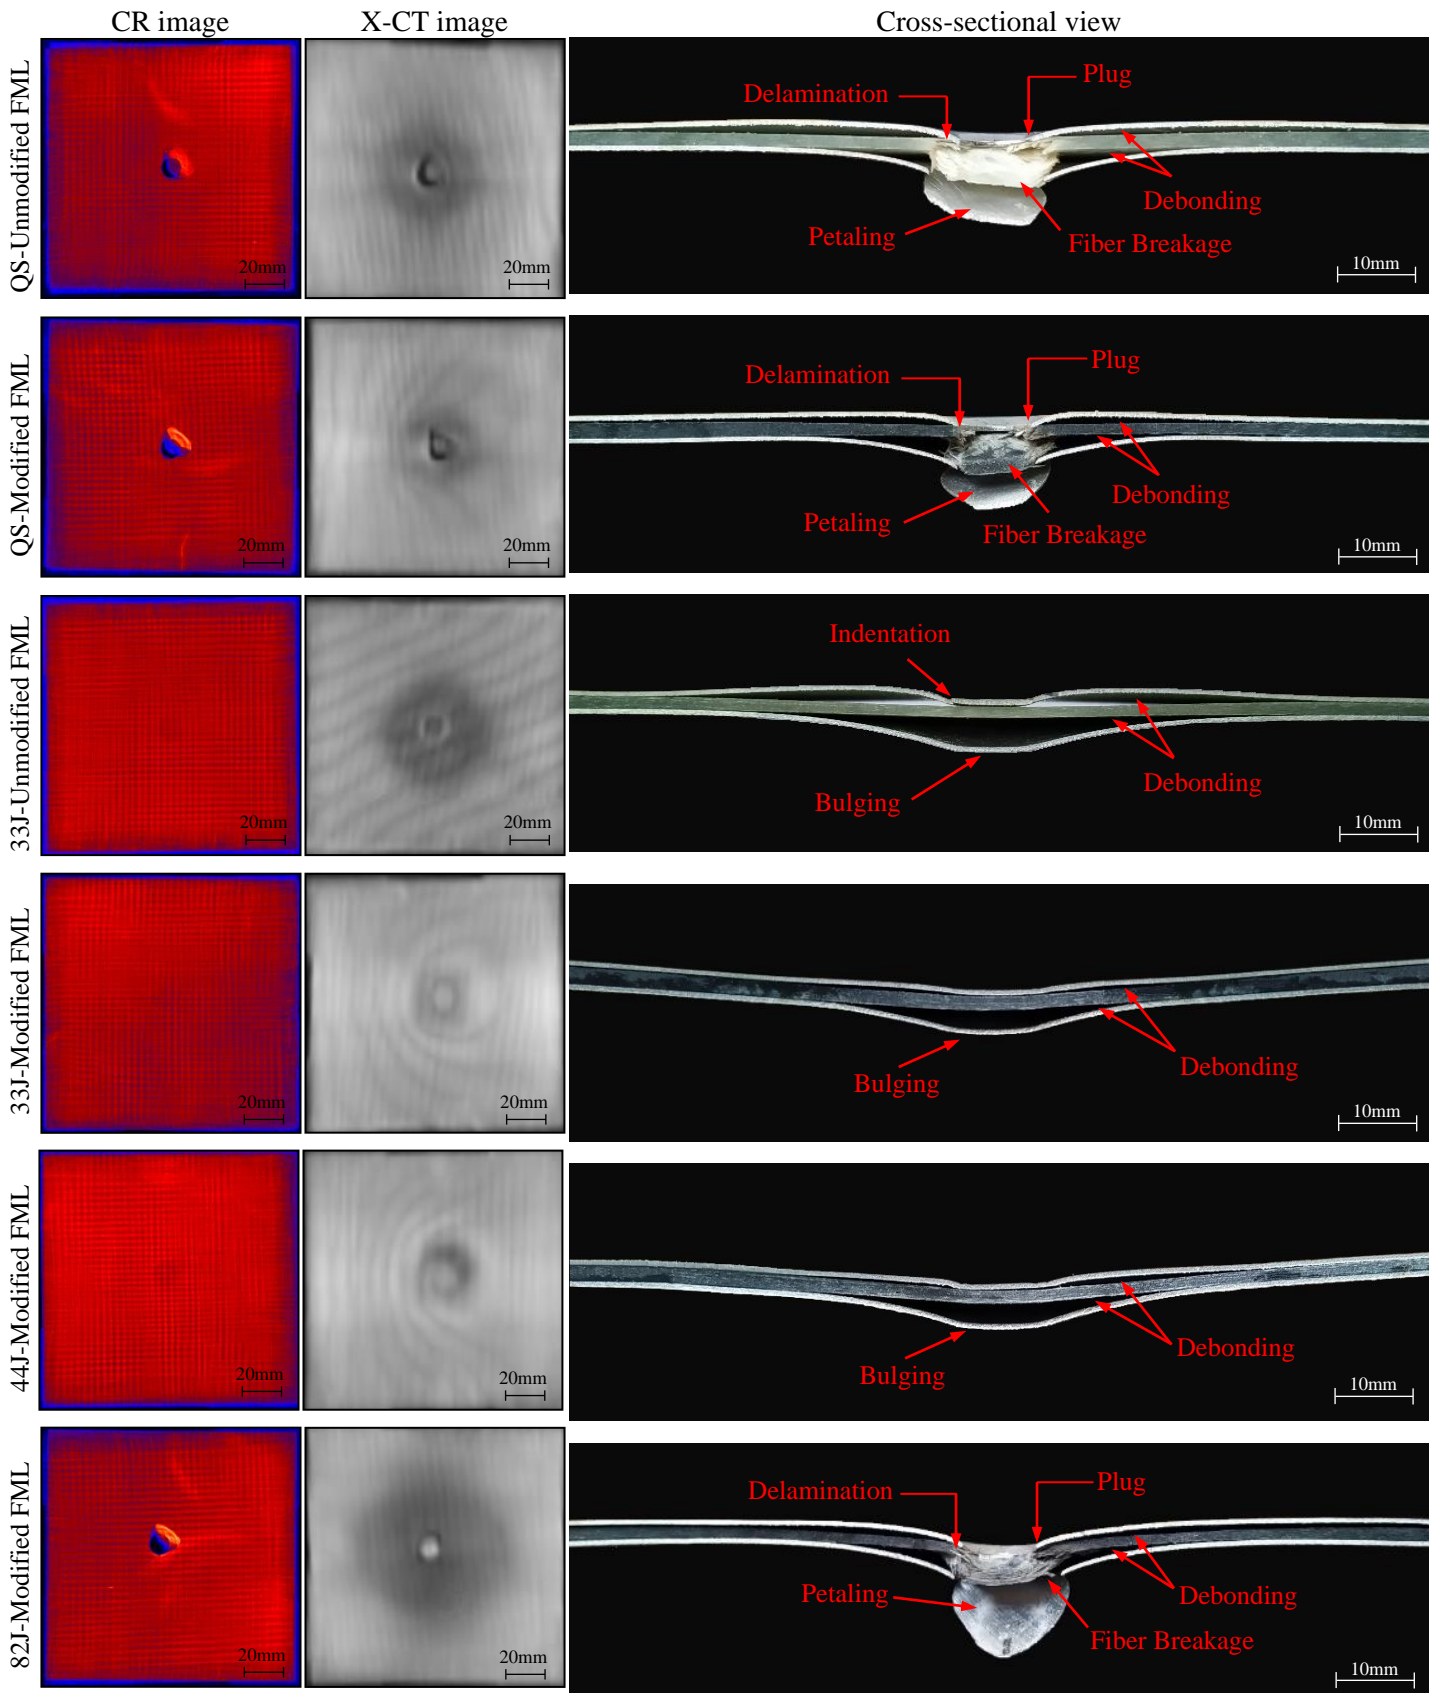 CR image
X-CT image
Cross-sectional view
QS-Unmodified FML
20mm
20mm
Delamination
Plug
Debonding
Petaling
Fiber Breakage
10mm
QS-Modified FML
20mm
20mm
Delamination
Plug
Debonding
Petaling
Fiber Breakage
10mm
33J-Unmodified FML
20mm
20mm
Indentation
Debonding
Bulging
10mm
33J-Modified FML
20mm
20mm
Debonding
Bulging
10mm
44J-Modified FML
20mm
20mm
Debonding
Bulging
10mm
82J-Modified FML
20mm
20mm
Delamination
Plug
Petaling
Debonding
Fiber Breakage
10mm